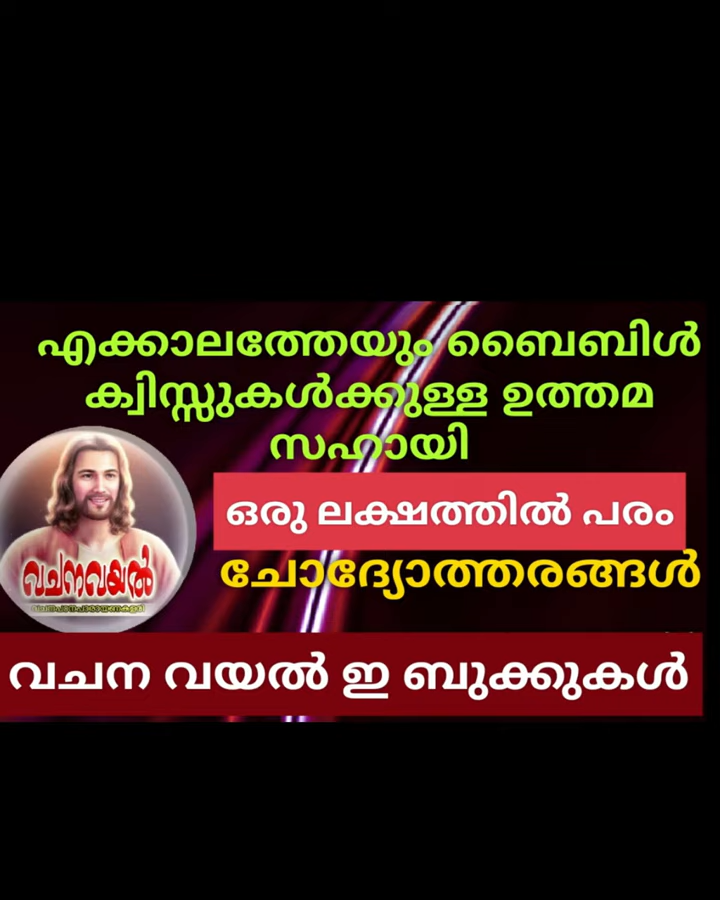 എക്കാലത്തേയും ബൈബിൾ
ക്വിസ്സുകൾക്കുള്ള ഉത്തമ
സഹായി
ഒരു ലക്ഷത്തിൽ പരം
ചോദ്യോത്തരങ്ങൾ
വചനവയൽ
വചന വയൽ ഇ ബുക്കുകൾ